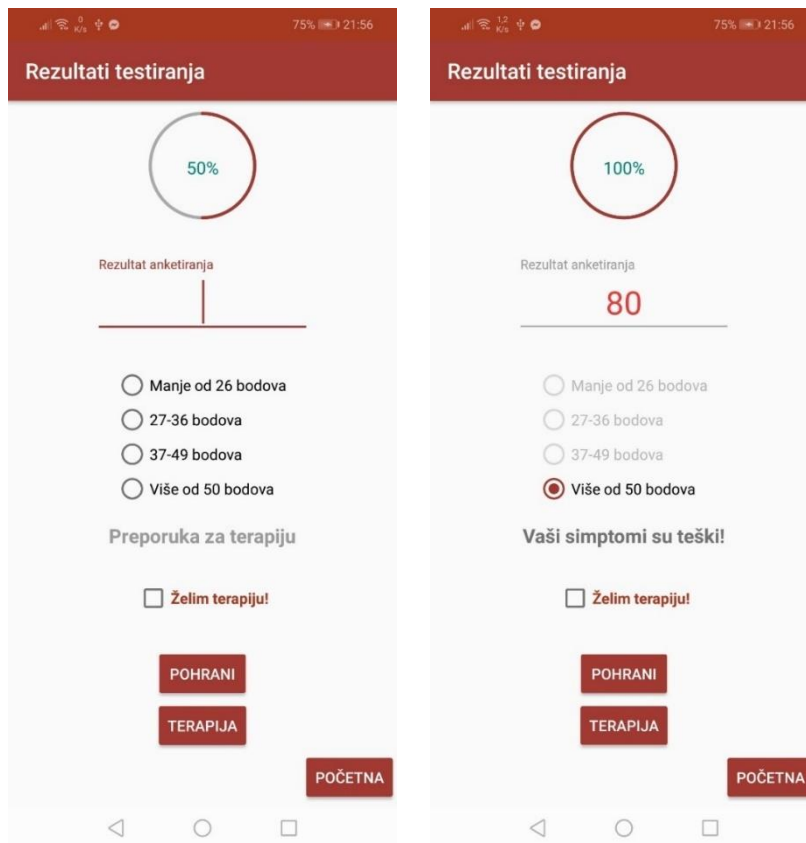 0
K/s
75%
21:56
Rezultati testiranja
50%
Rezultat anketiranja
Manje od 26 bodova
27-36 bodova
37-49 bodova
Više od 50 bodova
Preporuka za terapiju
Želim terapiju!
POHRANI
TERAPIJA
POČETNA
1,2
K/s
75%
21:56
Rezultati testiranja
100%
Rezultat anketiranja
80
Manje od 26 bodova
27-36 bodova
37-49 bodova
Više od 50 bodova
Vaši simptomi su teški!
Želim terapiju!
POHRANI
TERAPIJA
POČETNA